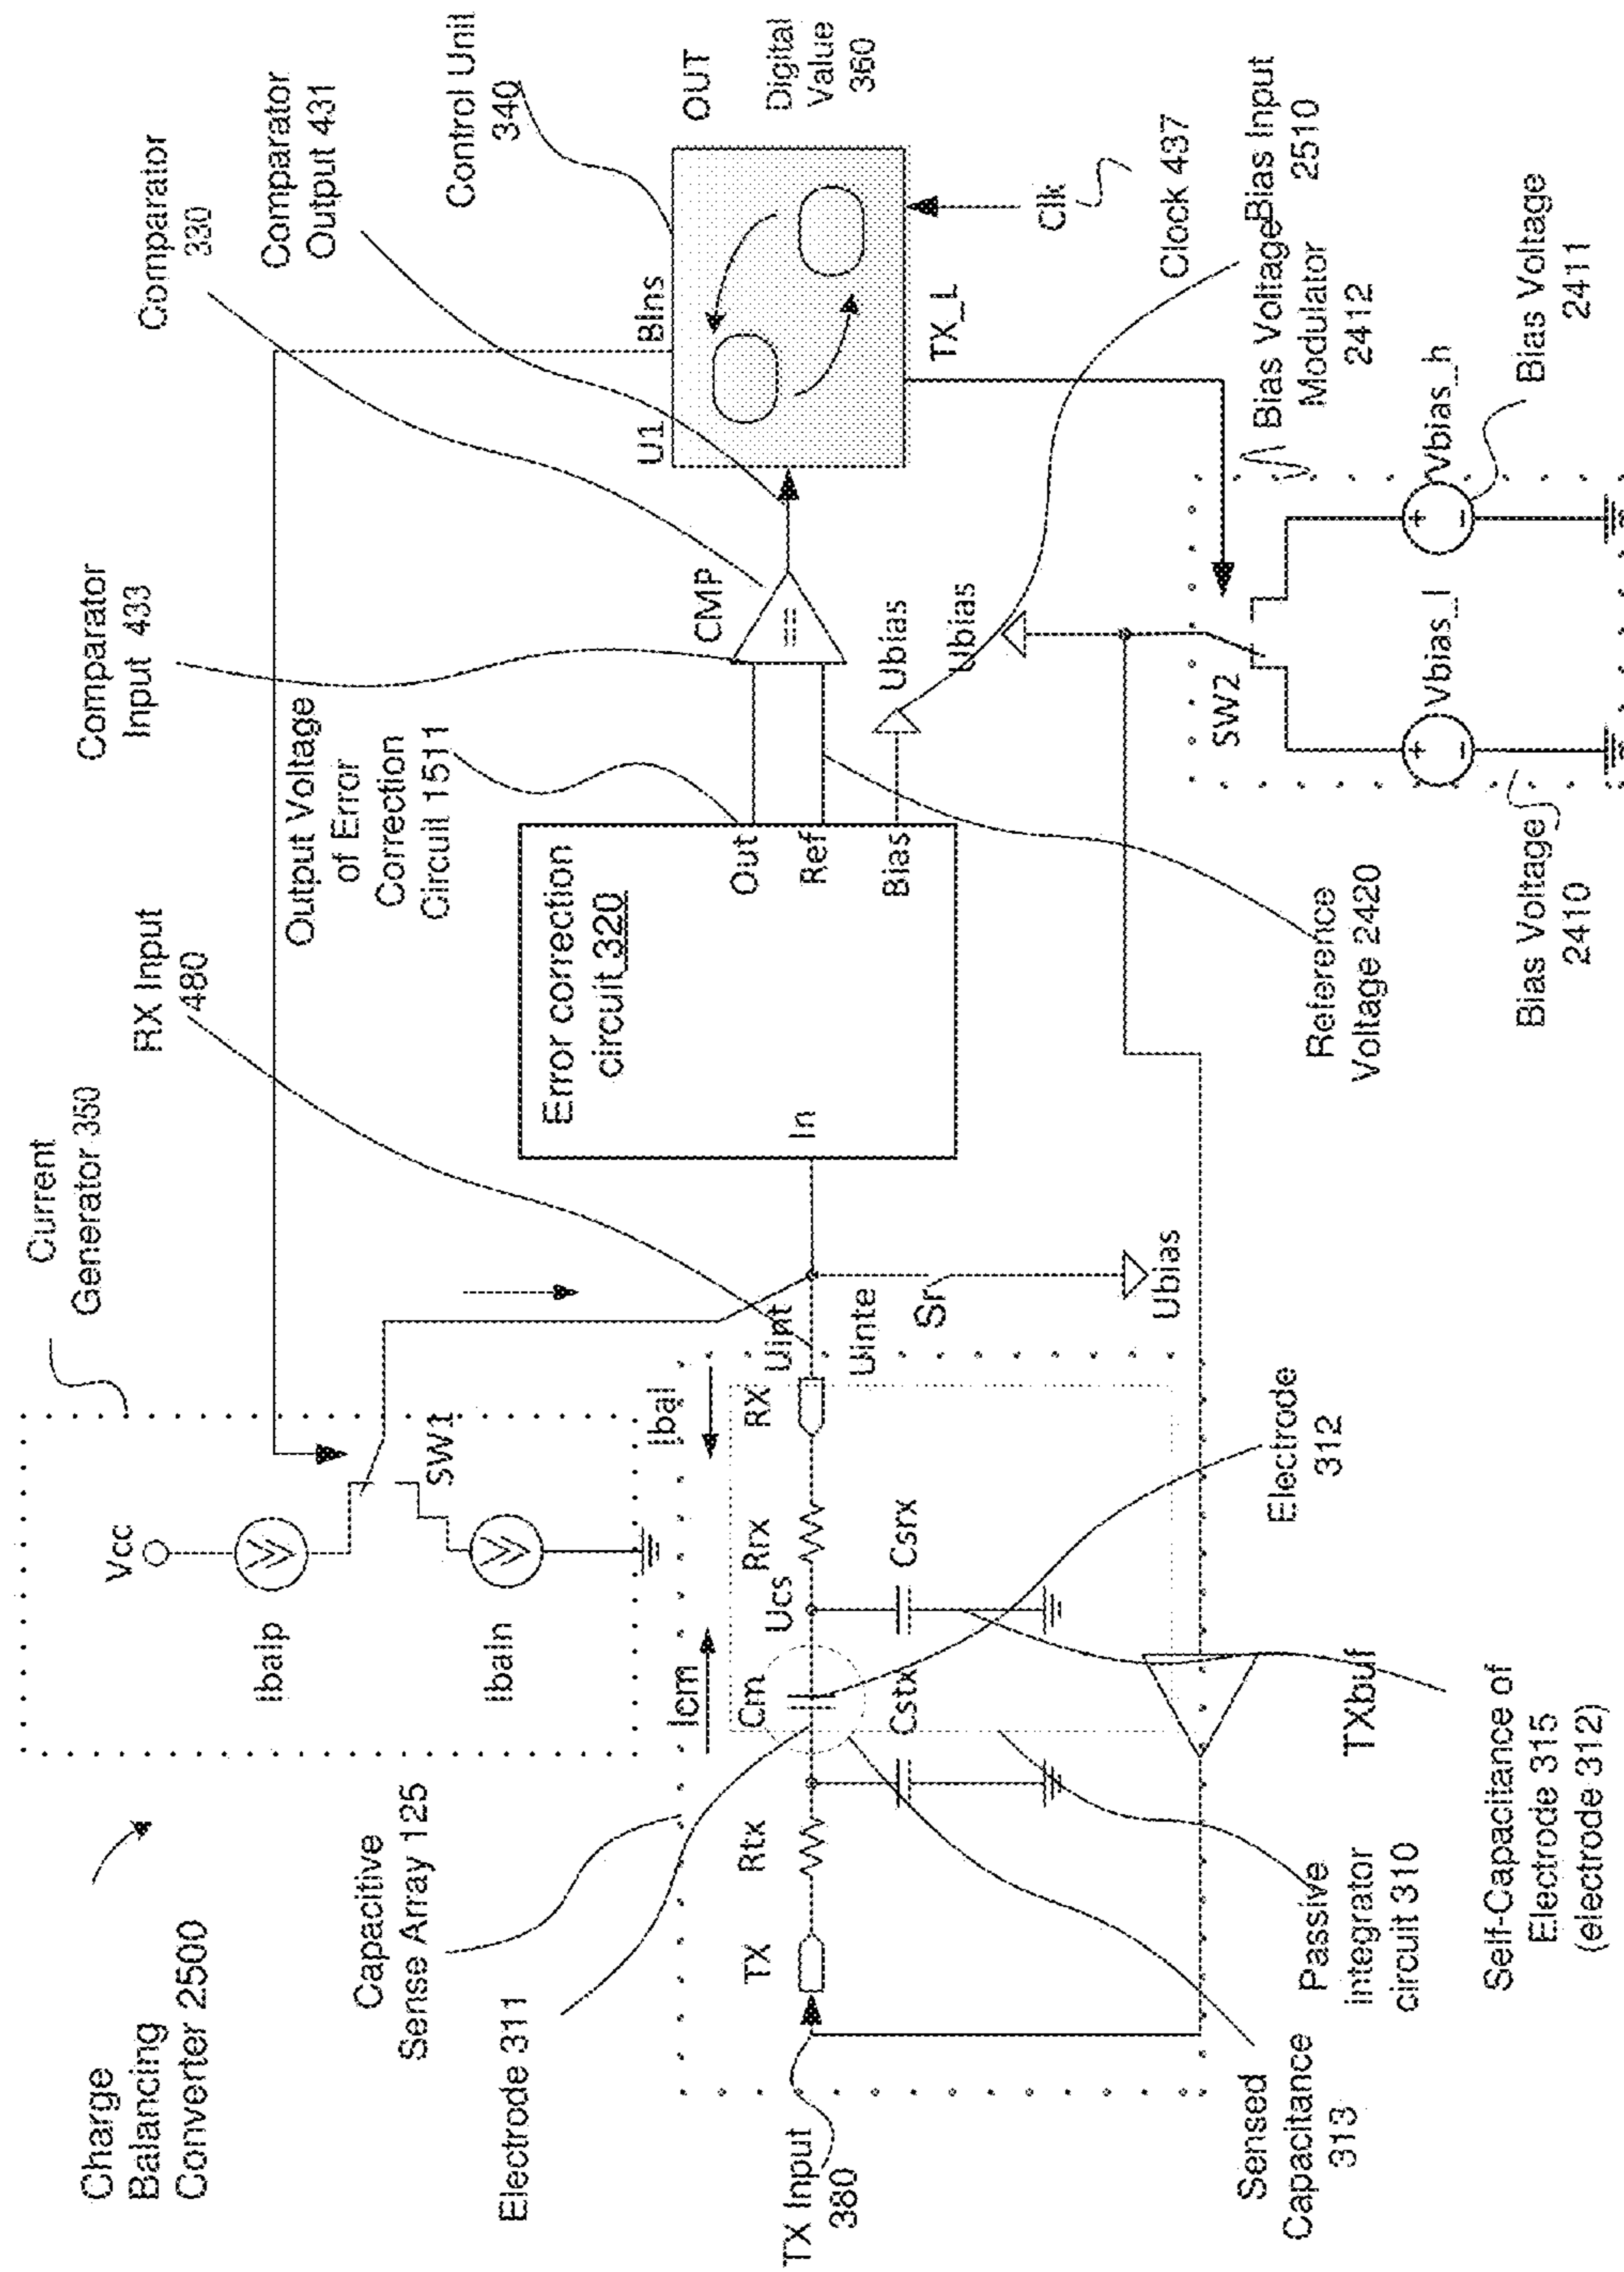 Charge
Balancing
Converter 2500
Current
Generator 350
Vcc
Ibalp
Ibaln
SW1
RX Input
480
Comparator
Input 433
Comparator
330
Comparator
Output 431
Control Unit
340
Output Voltage
of Error
Correction
Circuit 1511
Capacitive
Sense Array 125
Electrode 311
Icm
Ibal
TX
Rtx
Cm
Ucs
Rrx
RX
Uint
Uinte
Cstx
Csrx
Sr
Ubias
TX Input
380
Error correction
circuit 320
In
Out
Ref
Bias
CMP
==
Ubias
Ubias
U1
BIns
OUT
Digital
Value
360
TX_L
Clk
Clock 437
Bias Input
2510
Bias Voltage
Modulator
2412
SW2
Vbias_l
Vbias_h
Bias Voltage
2411
Bias Voltage
2410
Reference
Voltage 2420
Electrode
312
TXbuf
Sensed
Capacitance
313
Passive
integrator
circuit 310
Self-Capacitance of
Electrode 315
(electrode 312)